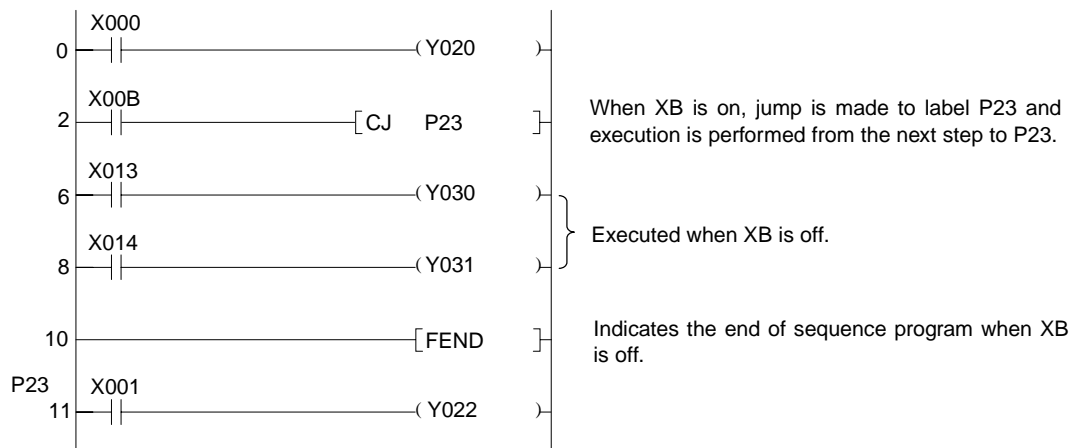 X000
0 ( Y020 )
X00B
2 [ CJ P23 ]
When XB is on, jump is made to label P23 and
execution is performed from the next step to P23.
X013
6 ( Y030 )
Executed when XB is off.
X014
8 ( Y031 )
10 [ FEND ]
Indicates the end of sequence program when XB
is off.
P23 X001
11 ( Y022 )